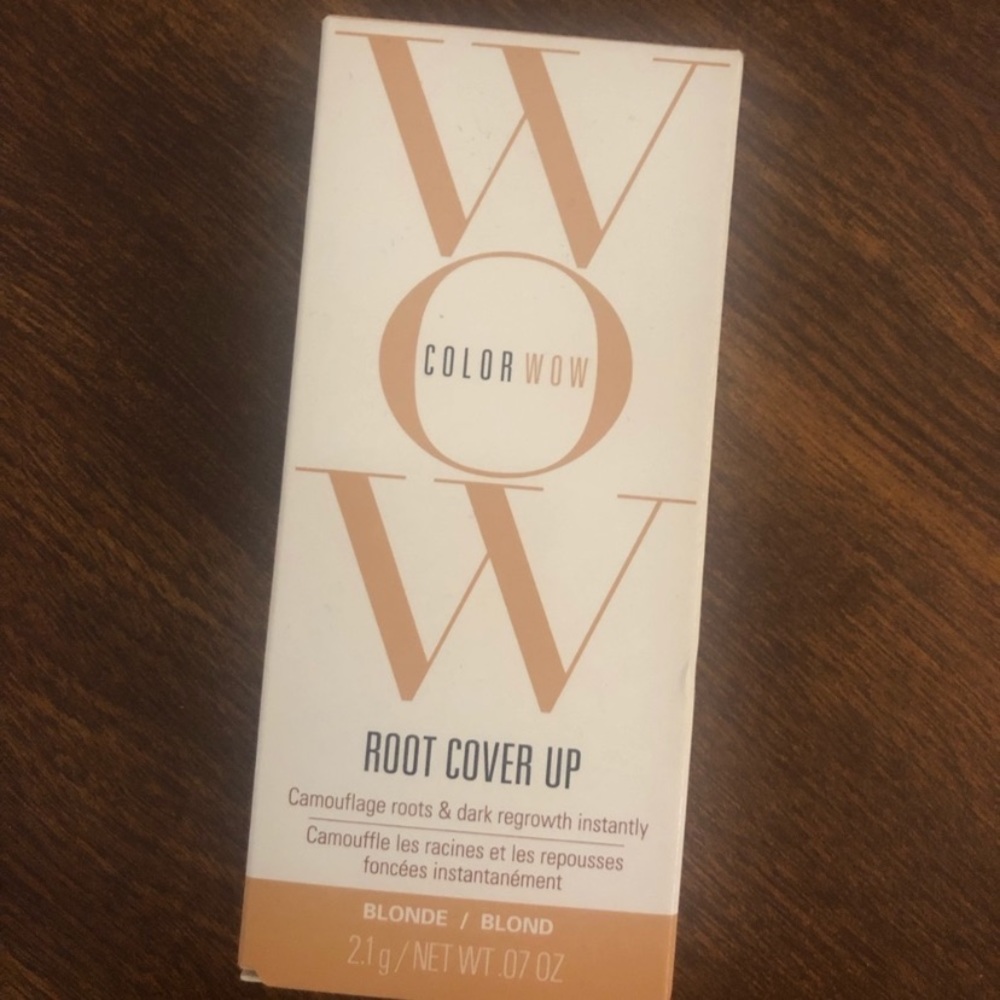 W
O
COLOR WOW
W
ROOT COVER UP
Camouflage roots & dark regrowth instantly
Camouffle les racines et les repousses
foncées instantanément
BLONDE / BLOND
2.1 g / NET WT .07 OZ